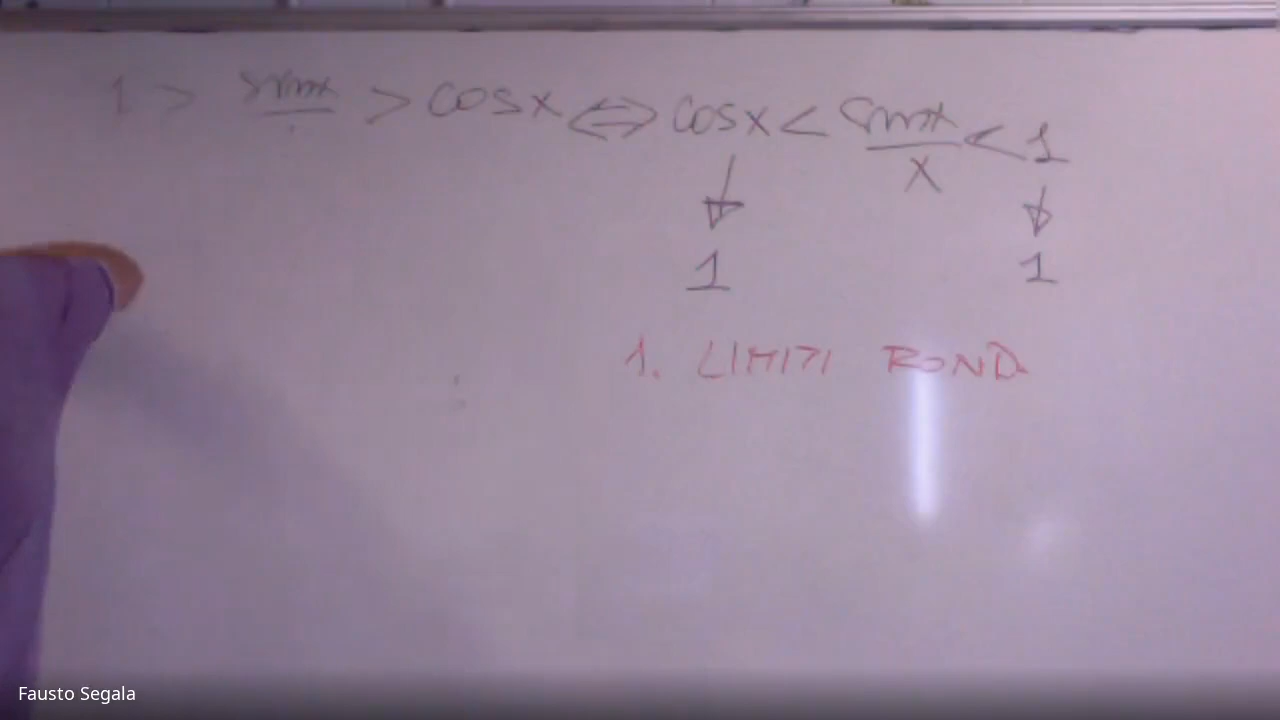 1 > sinx > cosx ⇔ cosx < sinx/x < 1
↓ ↓
1 1
1. LIMITI FOND.
Fausto Segala